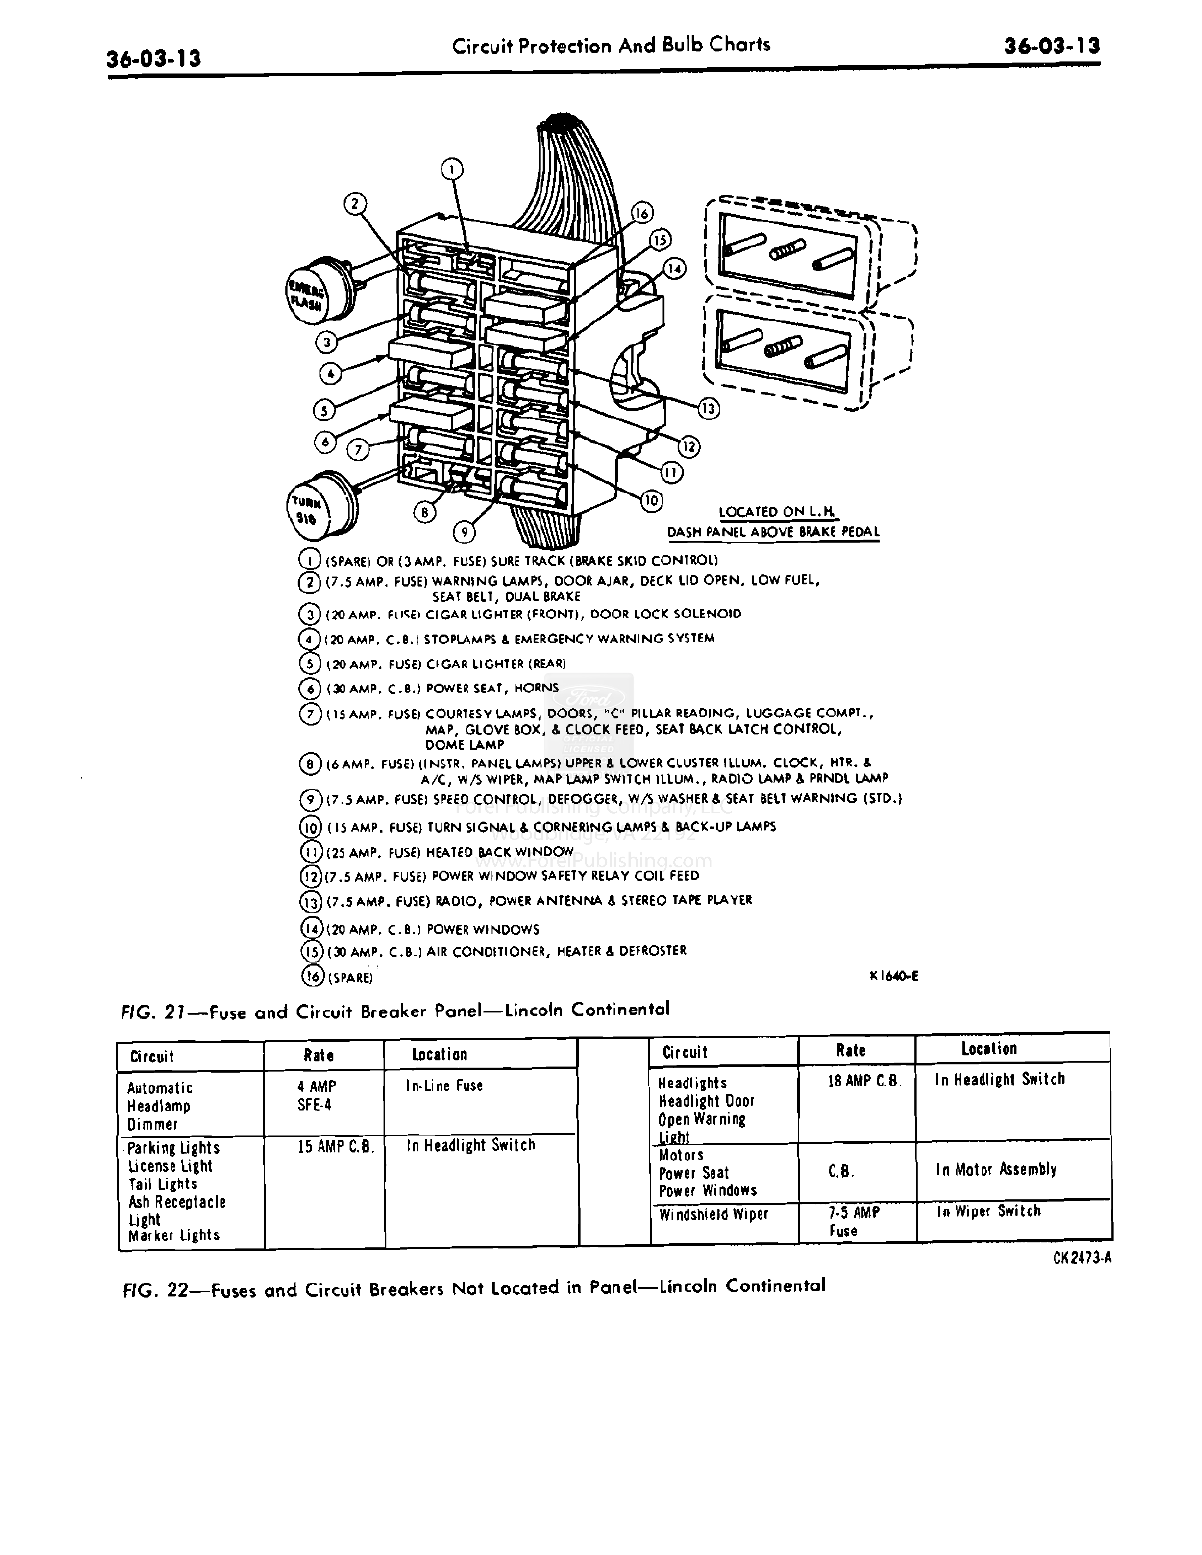 36-03-13
Circuit Protection And Bulb Charts
36-03-13
1
2
16
15
14
EMERG
FLASH
3
4
5
6
7
13
12
11
10
8
9
TURN
SIG
LOCATED ON L.H.
DASH PANEL ABOVE BRAKE PEDAL
1 (SPARE) OR (3 AMP. FUSE) SURE TRACK (BRAKE SKID CONTROL)
2 (7.5 AMP. FUSE) WARNING LAMPS, DOOR AJAR, DECK LID OPEN, LOW FUEL,
SEAT BELT, DUAL BRAKE
3 (20 AMP. FUSE) CIGAR LIGHTER (FRONT), DOOR LOCK SOLENOID
4 (20 AMP. C.B.) STOPLAMPS & EMERGENCY WARNING SYSTEM
5 (20 AMP. FUSE) CIGAR LIGHTER (REAR)
6 (30 AMP. C.B.) POWER SEAT, HORNS
7 (15 AMP. FUSE) COURTESY LAMPS, DOORS, "C" PILLAR READING, LUGGAGE COMPT.,
MAP, GLOVE BOX, & CLOCK FEED, SEAT BACK LATCH CONTROL,
DOME LAMP
8 (6 AMP. FUSE) (INSTR. PANEL LAMPS) UPPER & LOWER CLUSTER ILLUM. CLOCK, HTR. &
A/C, W/S WIPER, MAP LAMP SWITCH ILLUM., RADIO LAMP & PRNDL LAMP
9 (7.5 AMP. FUSE) SPEED CONTROL, DEFOGGER, W/S WASHER & SEAT BELT WARNING (STD.)
10 (15 AMP. FUSE) TURN SIGNAL & CORNERING LAMPS & BACK-UP LAMPS
11 (25 AMP. FUSE) HEATED BACK WINDOW
12 (7.5 AMP. FUSE) POWER WINDOW SAFETY RELAY COIL FEED
13 (7.5 AMP. FUSE) RADIO, POWER ANTENNA & STEREO TAPE PLAYER
14 (20 AMP. C.B.) POWER WINDOWS
15 (30 AMP. C.B.) AIR CONDITIONER, HEATER & DEFROSTER
16 (SPARE)
K1640-E
Ford
LICENSED
Forel Publishing Company, LLC
Woodbridge, VA 22192
www.ForelPublishing.com
FIG. 21—Fuse and Circuit Breaker Panel—Lincoln Continental
Circuit Rate Location
Automatic 4 AMP In-Line Fuse
Headlamp SFE-4
Dimmer
Parking Lights 15 AMP C.B. In Headlight Switch
License Light
Tail Lights
Ash Receptacle
Light
Marker Lights
Circuit Rate Location
Headlights 18 AMP C.B. In Headlight Switch
Headlight Door
Open Warning
Light
Motors
Power Seat C.B. In Motor Assembly
Power Windows
Windshield Wiper 7-5 AMP In Wiper Switch
Fuse
CK2473-A
FIG. 22—Fuses and Circuit Breakers Not Located in Panel—Lincoln Continental